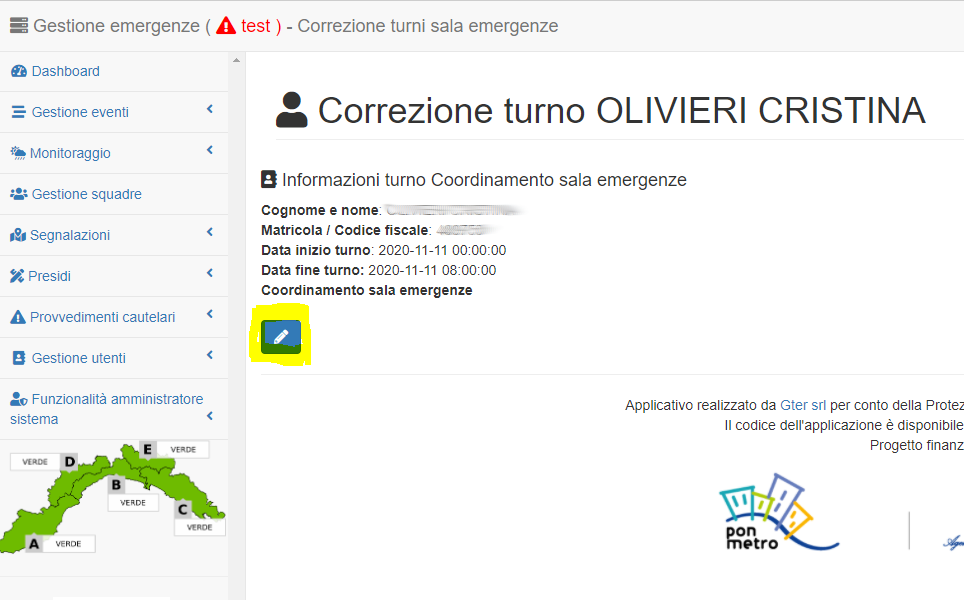 Gestione emergenze ( test ) - Correzione turni sala emergenze
Dashboard
Gestione eventi
Monitoraggio
Gestione squadre
Segnalazioni
Presidi
Provvedimenti cautelari
Gestione utenti
Funzionalità amministratore
sistema
VERDE D
E VERDE
B
VERDE
C
VERDE
A VERDE
Correzione turno OLIVIERI CRISTINA
Informazioni turno Coordinamento sala emergenze
Cognome e nome:
Matricola / Codice fiscale:
Data inizio turno: 2020-11-11 00:00:00
Data fine turno: 2020-11-11 08:00:00
Coordinamento sala emergenze
Applicativo realizzato da Gter srl per conto della Protez
Il codice dell'applicazione è disponibile
Progetto finanz
pon
metro